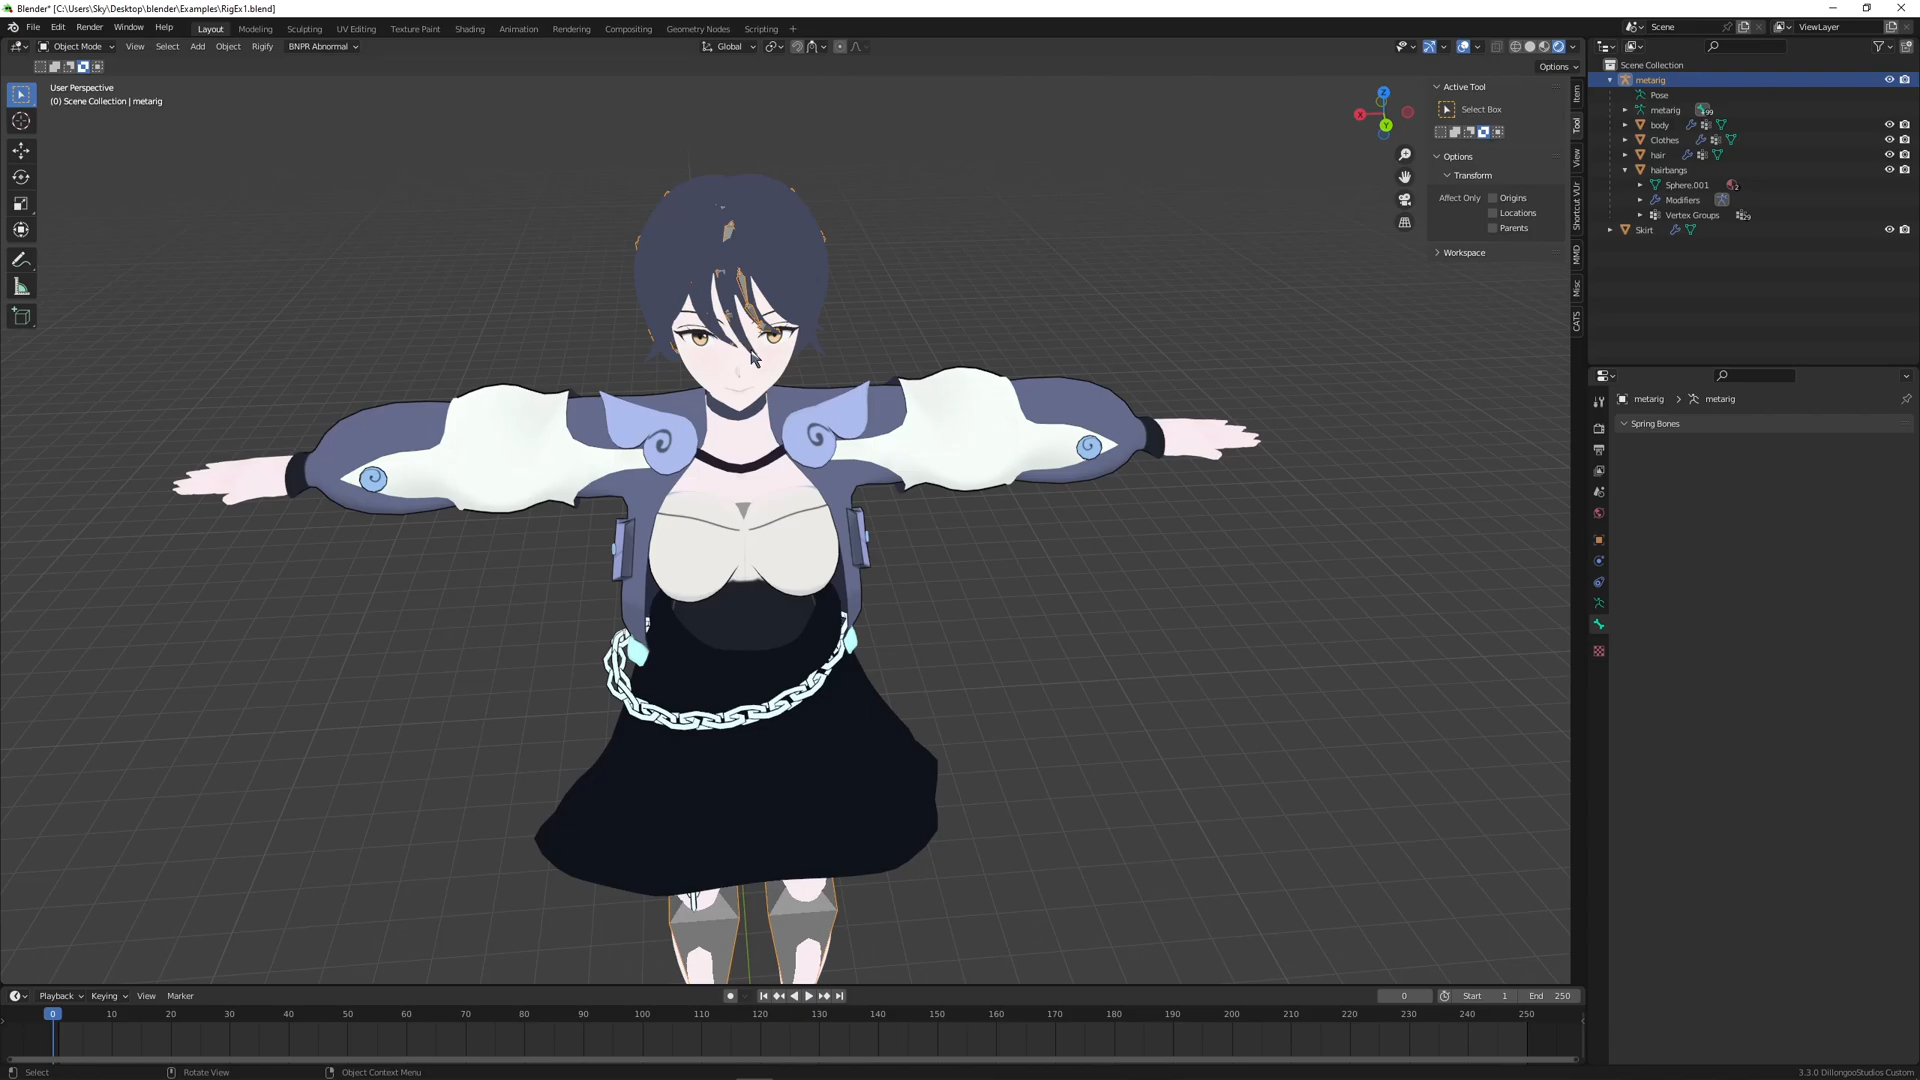 Blender* [C:\Users\Sky\Desktop\blender\Examples\RigEx1.blend]
File Edit Render Window Help Layout Modeling Sculpting UV Editing Texture Paint Shading Animation Rendering Compositing Geometry Nodes Scripting +
Scene ViewLayer
Object Mode View Select Add Object Rigify BNPR Abnormal Global
Options
User Perspective
(0) Scene Collection | metarig
X
Y
Z
Active Tool
Select Box
Options
Transform
Affect Only Origins
Locations
Parents
Workspace
Item
Tool
View
Shortcut VUr
MMD
Misc
CATS
Scene Collection
metarig
Pose
metarig 99
body
Clothes
hair
hairbangs
Sphere.001 2
Modifiers
Vertex Groups 29
Skirt
metarig > metarig
Spring Bones
Playback Keying View Marker
0 Start 1 End 250
0 10 20 30 40 50 60 70 80 90 100 110 120 130 140 150 160 170 180 190 200 210 220 230 240 250
Select Rotate View Object Context Menu
3.3.0 DillongooStudios Custom